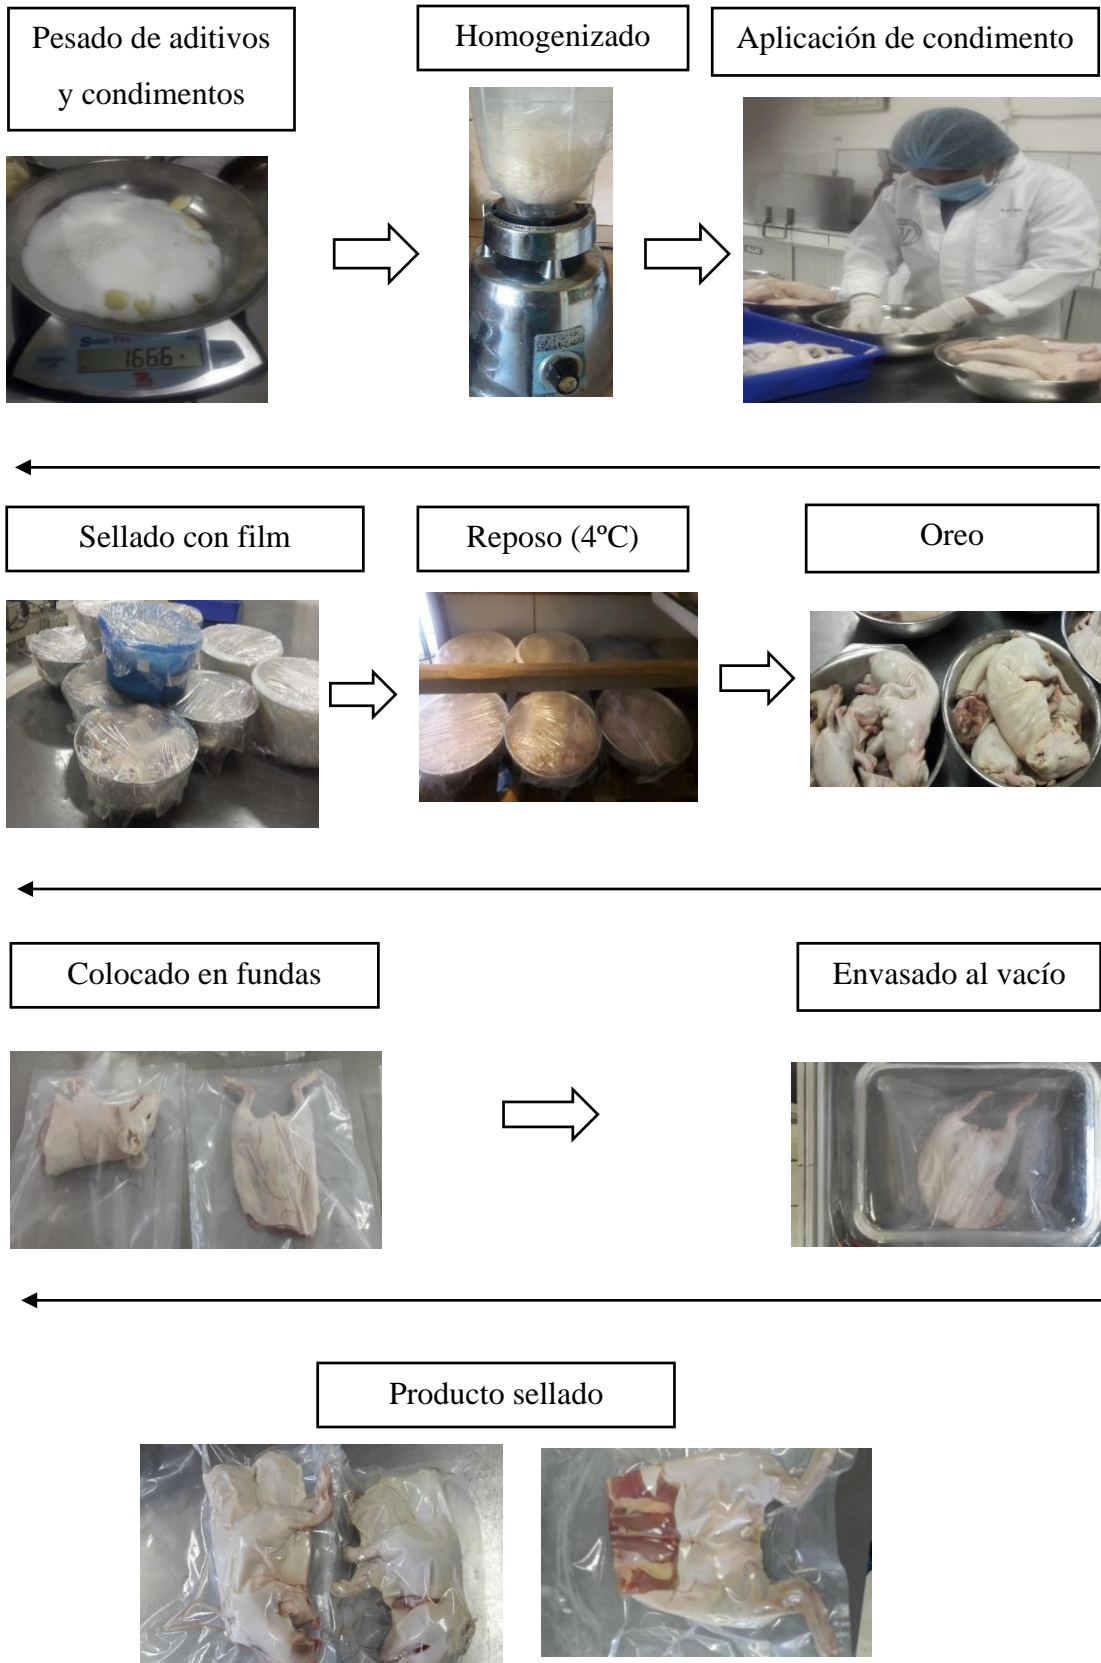 Pesado de aditivos
y condimentos
Homogenizado
Aplicación de condimento
1666
Sellado con film
Reposo (4ºC)
Oreo
Colocado en fundas
Envasado al vacío
Producto sellado